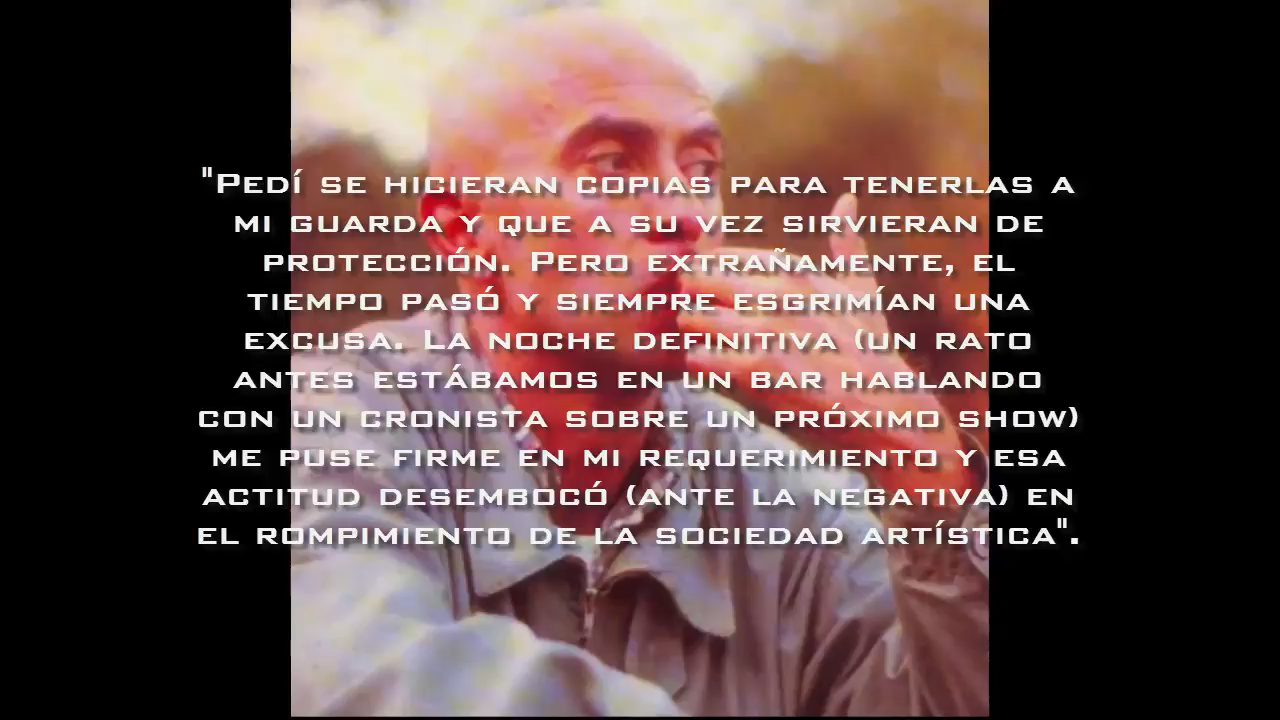 "Pedí se hicieran copias para tenerlas a
mi guarda y que a su vez sirvieran de
protección. Pero extrañamente, el
tiempo pasó y siempre esgrimían una
excusa. La noche definitiva (un rato
antes estábamos en un bar hablando
con un cronista sobre un próximo show)
me puse firme en mi requerimiento y esa
actitud desembocó (ante la negativa) en
el rompimiento de la sociedad artística".